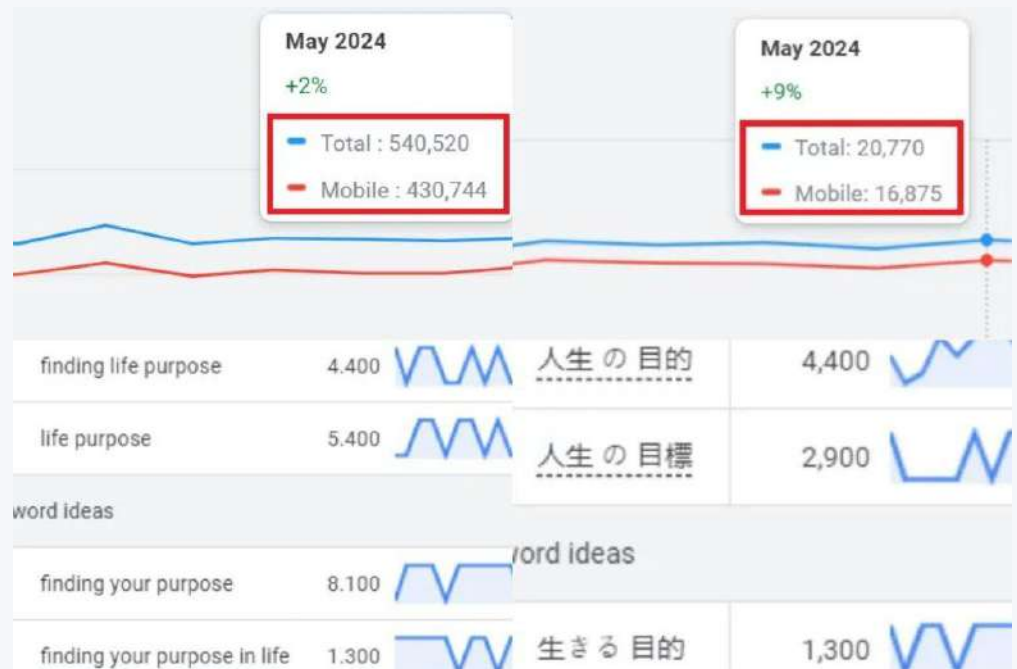 May 2024
+2%
Total : 540,520
Mobile : 430,744
finding life purpose 4.400
life purpose 5.400
word ideas
finding your purpose 8.100
finding your purpose in life 1.300
May 2024
+9%
Total: 20,770
Mobile: 16,875
人生 の 目的 4,400
人生 の 目標 2,900
word ideas
生きる 目的 1,300